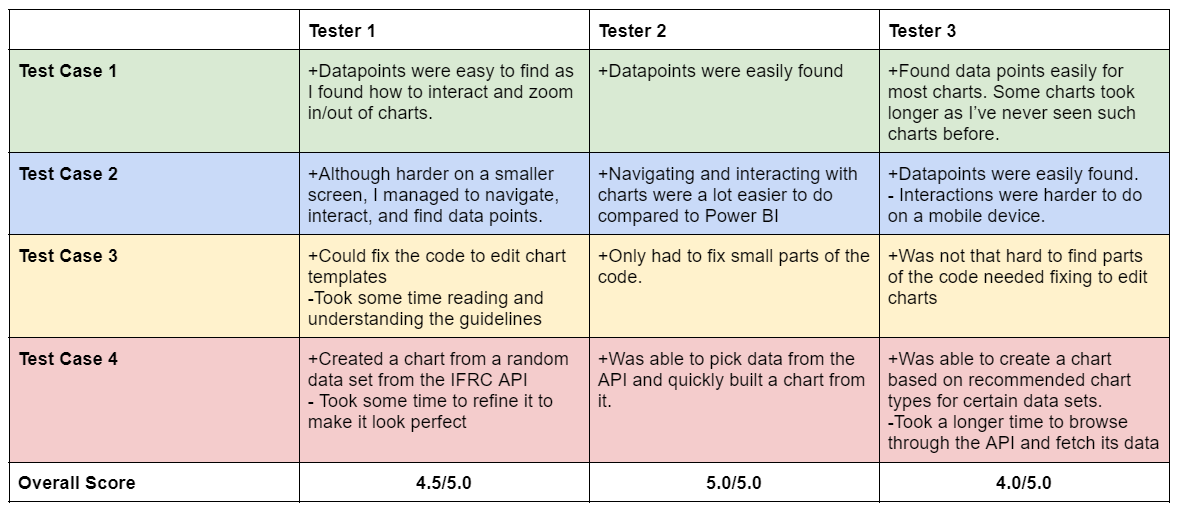 Tester 1
Tester 2
Tester 3
Test Case 1
+Datapoints were easy to find as
I found how to interact and zoom
in/out of charts.
+Datapoints were easily found
+Found data points easily for
most charts. Some charts took
longer as I’ve never seen such
charts before.
Test Case 2
+Although harder on a smaller
screen, I managed to navigate,
interact, and find data points.
+Navigating and interacting with
charts were a lot easier to do
compared to Power BI
+Datapoints were easily found.
- Interactions were harder to do
on a mobile device.
Test Case 3
+Could fix the code to edit chart
templates
-Took some time reading and
understanding the guidelines
+Only had to fix small parts of the
code.
+Was not that hard to find parts
of the code needed fixing to edit
charts
Test Case 4
+Created a chart from a random
data set from the IFRC API
- Took some time to refine it to
make it look perfect
+Was able to pick data from the
API and quickly built a chart from
it.
+Was able to create a chart
based on recommended chart
types for certain data sets.
-Took a longer time to browse
through the API and fetch its data
Overall Score
4.5/5.0
5.0/5.0
4.0/5.0